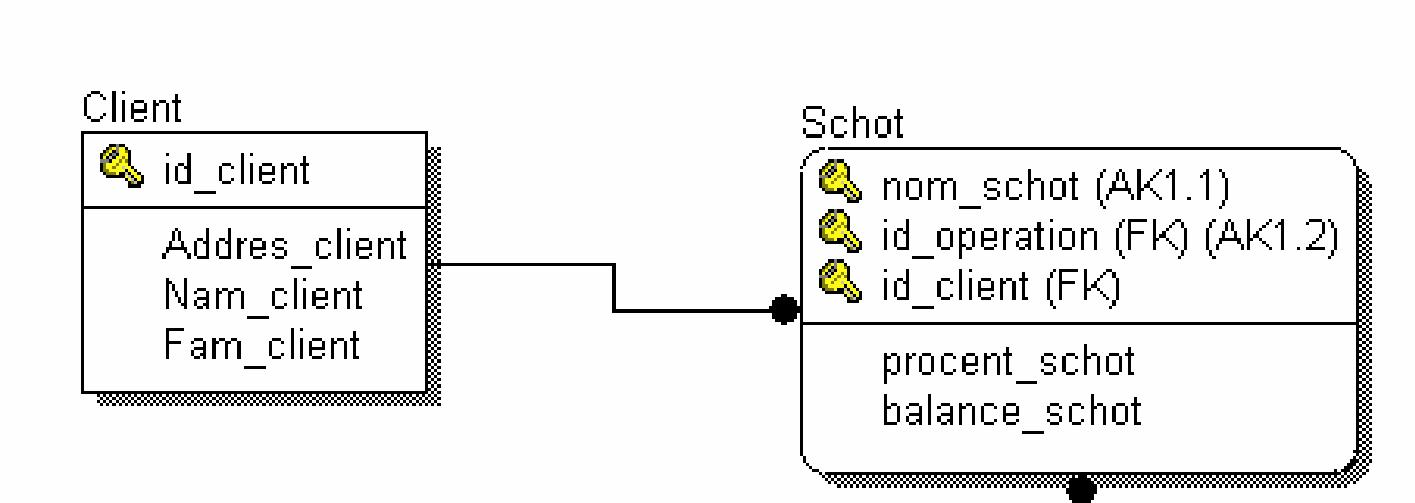 Client
id_client
Addres_client
Nam_client
Fam_client
Schot
nom_schot (AK1.1)
id_operation (FK) (AK1.2)
id_client (FK)
procent_schot
balance_schot